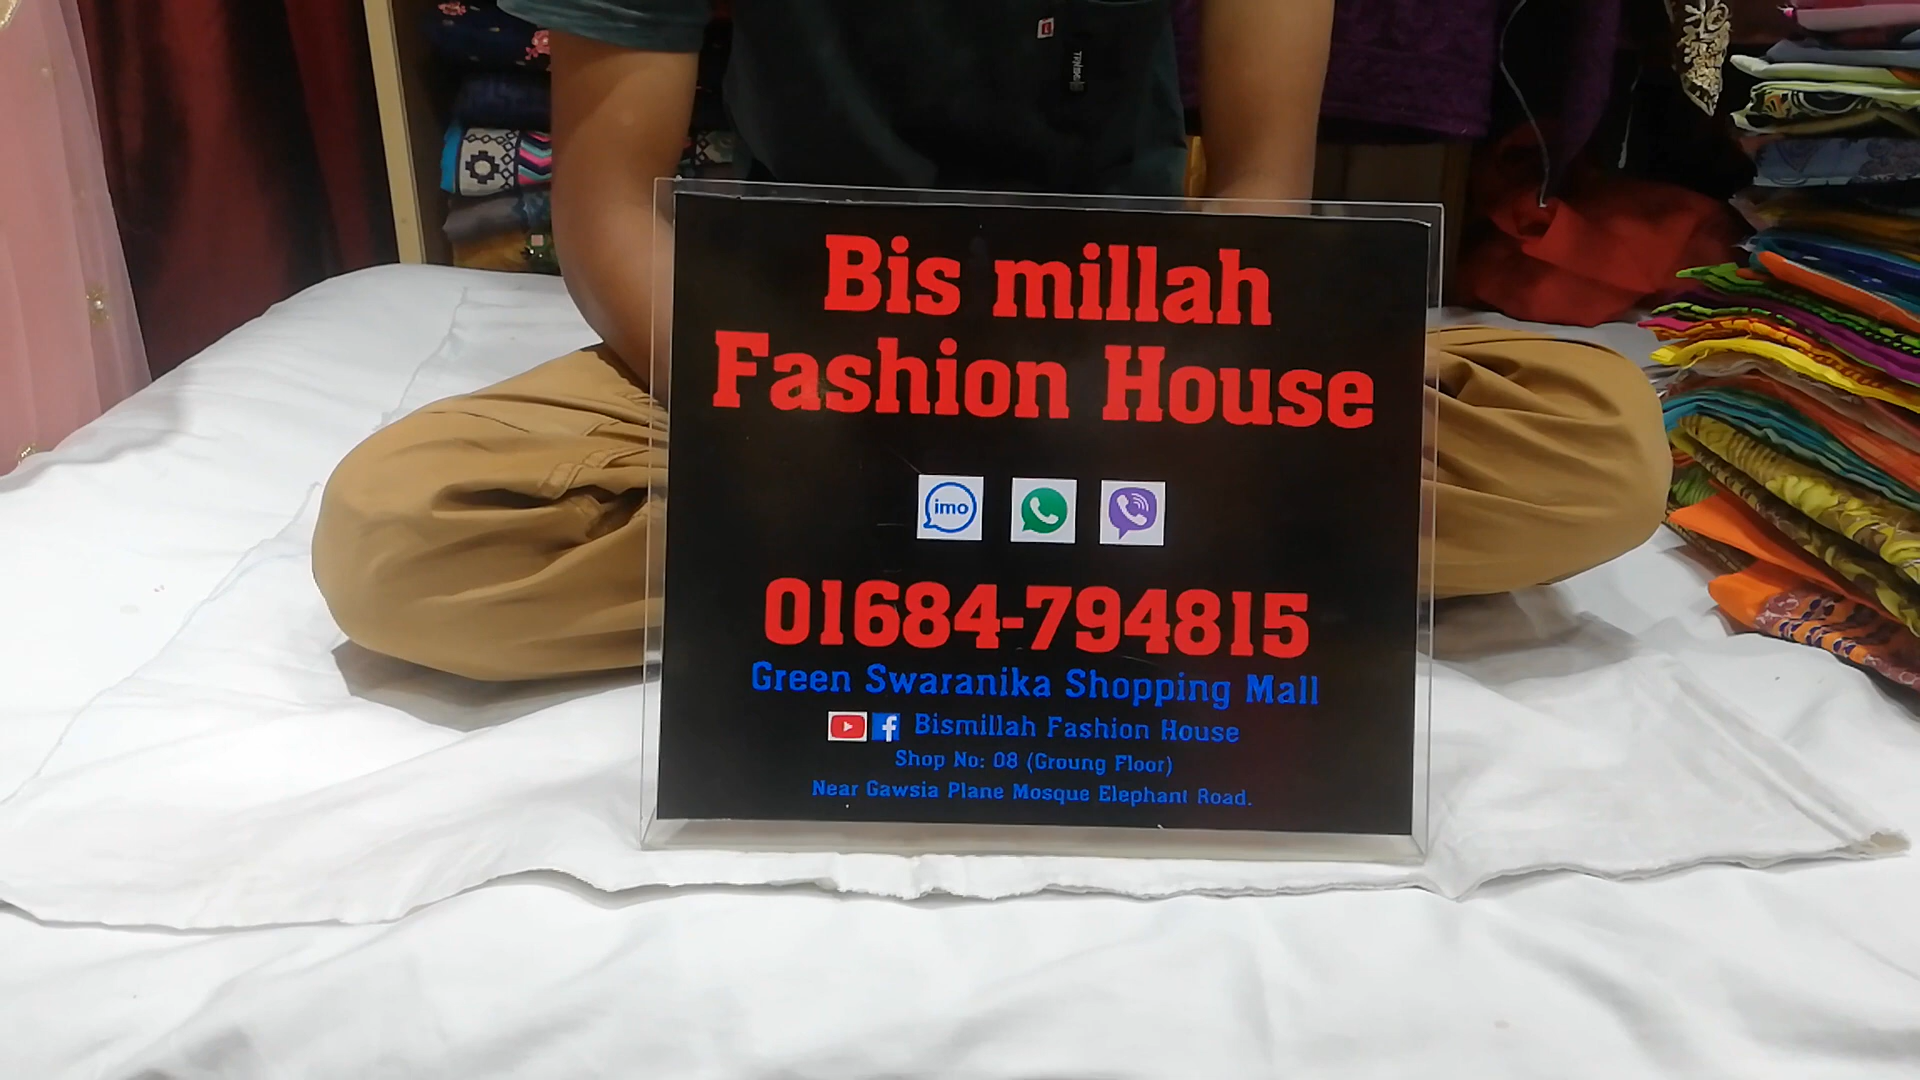 Bis millah
Fashion House
imo
01684-794815
Green Swaranika Shopping Mall
Bismillah Fashion House
Shop No: 08 (Groung Floor)
Near Gawsia Plane Mosque Elephant Road.